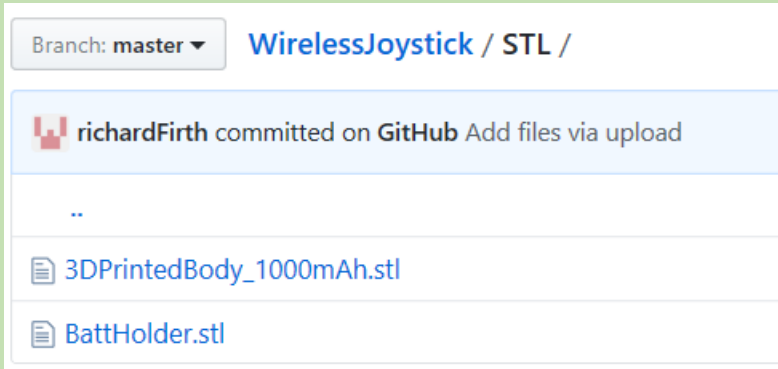 Branch: master WirelessJoystick / STL /
richardFirth committed on GitHub Add files via upload
..
3DPrintedBody_1000mAh.stl
BattHolder.stl